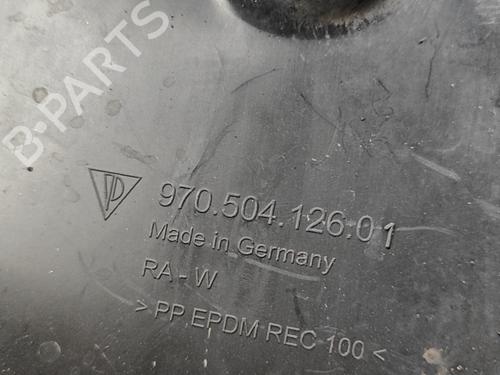 B-PARTS
970.504.126.01
Made in Germany
RA - W
> PP EPDM REC 100 <